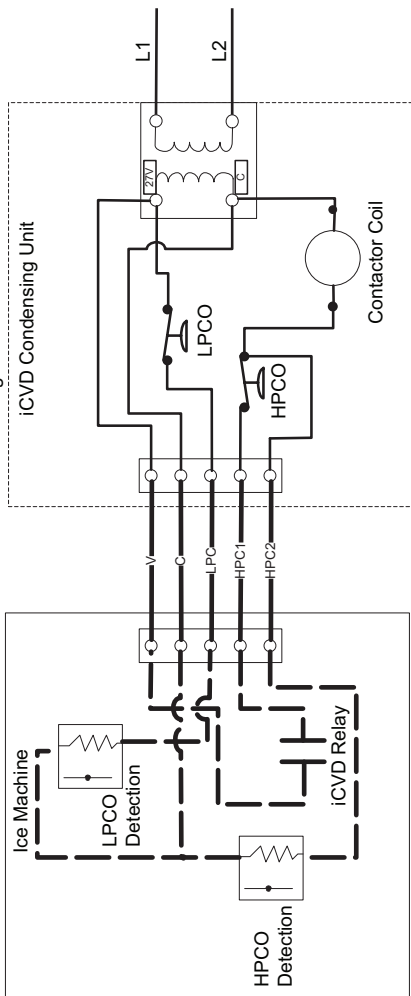 L1
L2
iCVD Condensing Unit
27V
C
LPCO
HPCO
Contactor Coil
V
C
LPC
HPC1
HPC2
Ice Machine
LPCO
Detection
HPCO
Detection
iCVD Relay